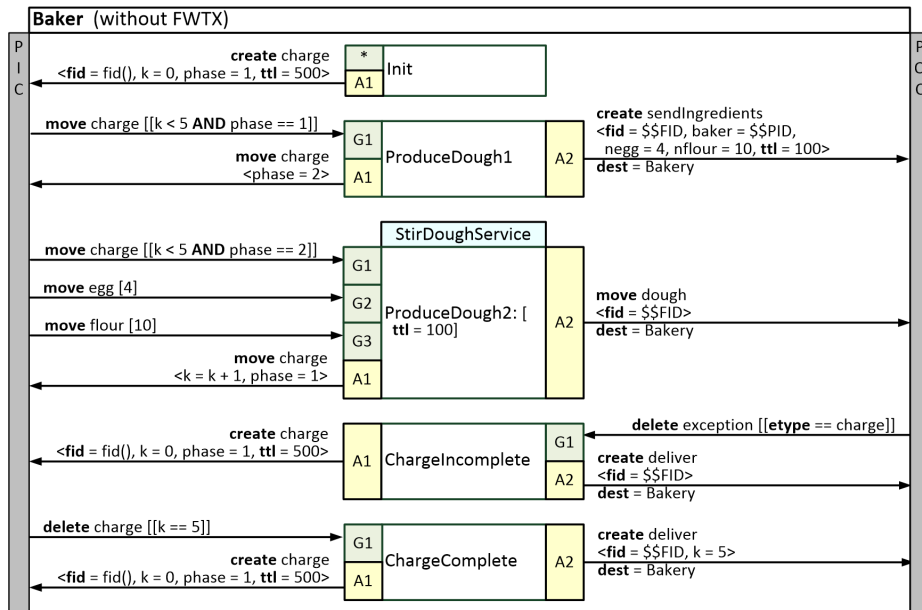 Baker (without FWTX)
P
I
C
P
O
C
create charge
<fid = fid(), k = 0, phase = 1, ttl = 500>
*
A1
Init
move charge [[k < 5 AND phase == 1]]
move charge
<phase = 2>
G1
A1
ProduceDough1
A2
create sendIngredients
<fid = $$FID, baker = $$PID,
negg = 4, nflour = 10, ttl = 100>
dest = Bakery
StirDoughService
move charge [[k < 5 AND phase == 2]]
move egg [4]
move flour [10]
move charge
<k = k + 1, phase = 1>
G1
G2
G3
A1
ProduceDough2: [
ttl = 100]
A2
move dough
<fid = $$FID>
dest = Bakery
create charge
<fid = fid(), k = 0, phase = 1, ttl = 500>
A1
ChargeIncomplete
G1
A2
delete exception [[etype == charge]]
create deliver
<fid = $$FID>
dest = Bakery
delete charge [[k == 5]]
create charge
<fid = fid(), k = 0, phase = 1, ttl = 500>
G1
A1
ChargeComplete
A2
create deliver
<fid = $$FID, k = 5>
dest = Bakery